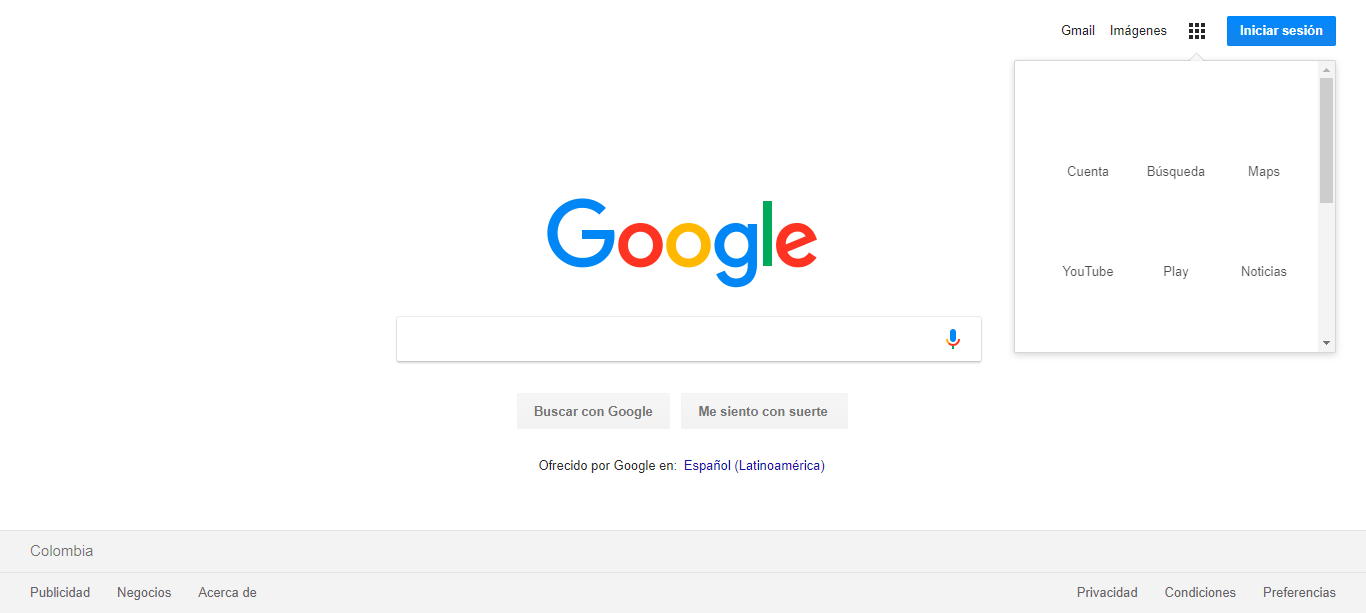 Gmail Imágenes Iniciar sesión
Cuenta Búsqueda Maps
YouTube Play Noticias
Google
Buscar con Google Me siento con suerte
Ofrecido por Google en: Español (Latinoamérica)
Colombia
Publicidad Negocios Acerca de Privacidad Condiciones Preferencias